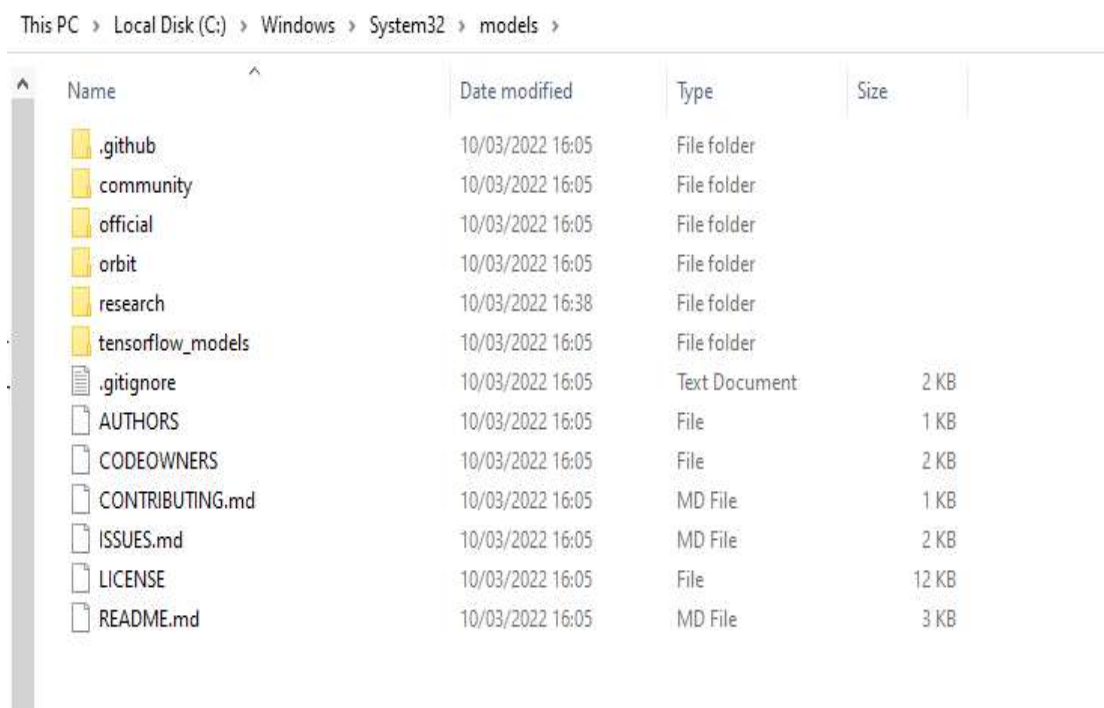 This PC > Local Disk (C:) > Windows > System32 > models >
Name Date modified Type Size
.github 10/03/2022 16:05 File folder
community 10/03/2022 16:05 File folder
official 10/03/2022 16:05 File folder
orbit 10/03/2022 16:05 File folder
research 10/03/2022 16:38 File folder
tensorflow_models 10/03/2022 16:05 File folder
.gitignore 10/03/2022 16:05 Text Document 2 KB
AUTHORS 10/03/2022 16:05 File 1 KB
CODEOWNERS 10/03/2022 16:05 File 2 KB
CONTRIBUTING.md 10/03/2022 16:05 MD File 1 KB
ISSUES.md 10/03/2022 16:05 MD File 2 KB
LICENSE 10/03/2022 16:05 File 12 KB
README.md 10/03/2022 16:05 MD File 3 KB